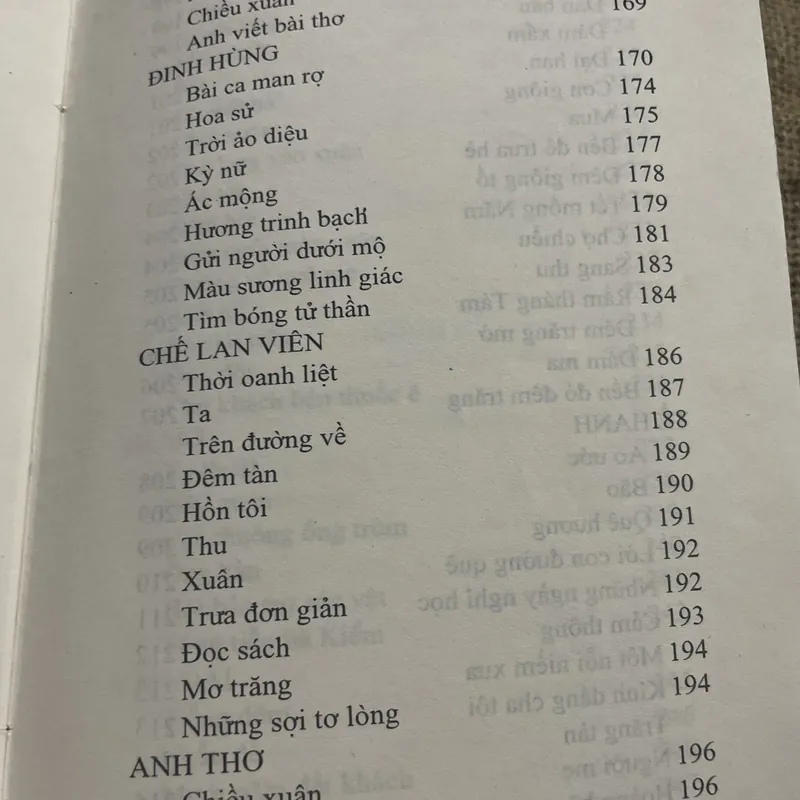 Chiều xuân
Anh viết bài thơ 169
ĐINH HÙNG
Bài ca man rợ 170
Hoa sử 174
Trời ảo diệu 175
Kỳ nữ 177
Ác mộng 178
Hương trinh bạch 179
Gửi người dưới mộ 181
Màu sương linh giác 183
Tìm bóng tử thần 184
CHẾ LAN VIÊN
Thời oanh liệt 186
Ta 187
Trên đường về 188
Đêm tàn 189
Hồn tôi 190
Thu 191
Xuân 192
Trưa đơn giản 192
Đọc sách 193
Mơ trăng 194
Những sợi tơ lòng 194
ANH THƠ
Chiều xuân 196
196